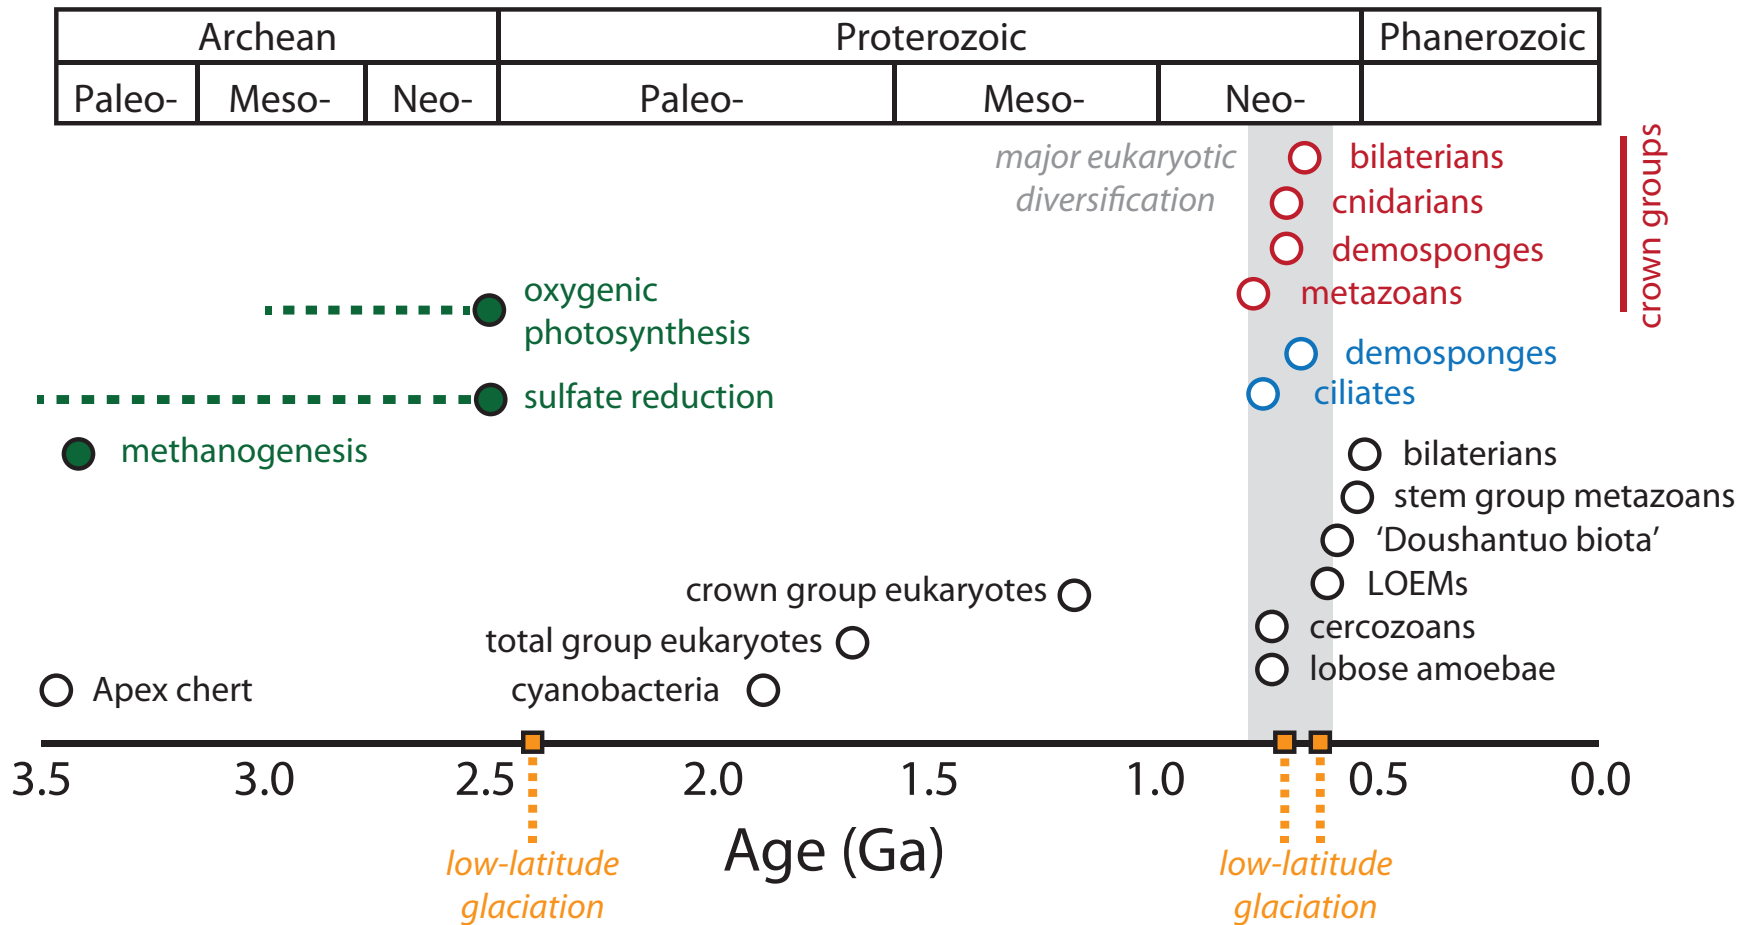 Archean
Proterozoic
Phanerozoic
Paleo-
Meso-
Neo-
Paleo-
Meso-
Neo-
major eukaryotic
diversification
bilaterians
cnidarians
demosponges
metazoans
crown groups
oxygenic
photosynthesis
demosponges
sulfate reduction
ciliates
methanogenesis
bilaterians
stem group metazoans
‘Doushantuo biota’
crown group eukaryotes
LOEMs
total group eukaryotes
cercozoans
Apex chert
cyanobacteria
lobose amoebae
3.5
3.0
2.5
2.0
1.5
1.0
0.5
0.0
Age (Ga)
low-latitude
glaciation
low-latitude
glaciation